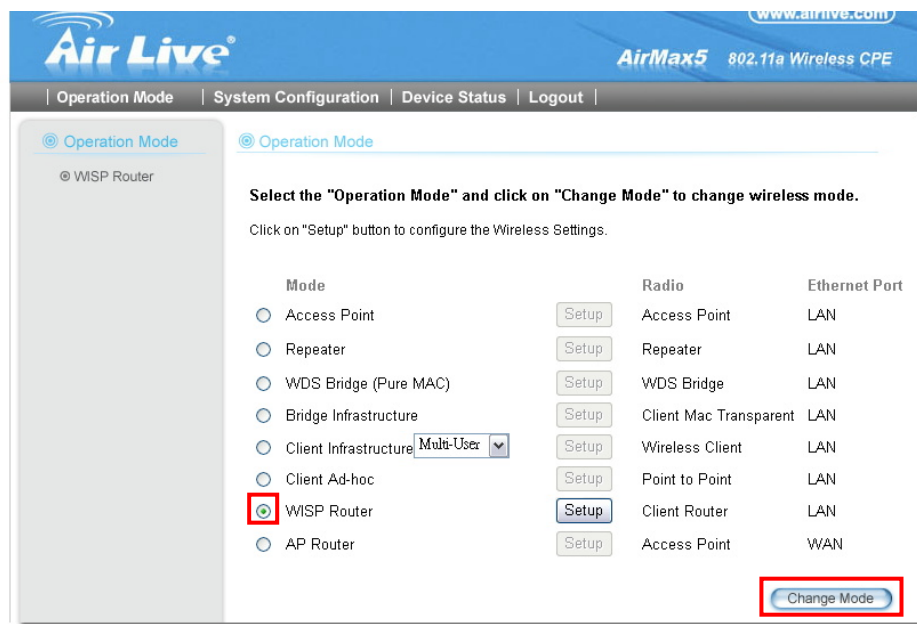 (www.airlive.com)
Air Live®
AirMax5 802.11a Wireless CPE
| Operation Mode | System Configuration | Device Status | Logout |
Operation Mode
Operation Mode
WISP Router
Select the "Operation Mode" and click on "Change Mode" to change wireless mode.
Click on "Setup" button to configure the Wireless Settings.
Mode Radio Ethernet Port
Access Point Setup Access Point LAN
Repeater Setup Repeater LAN
WDS Bridge (Pure MAC) Setup WDS Bridge LAN
Bridge Infrastructure Setup Client Mac Transparent LAN
Client Infrastructure Multi-User Setup Wireless Client LAN
Client Ad-hoc Setup Point to Point LAN
WISP Router Setup Client Router LAN
AP Router Setup Access Point WAN
Change Mode